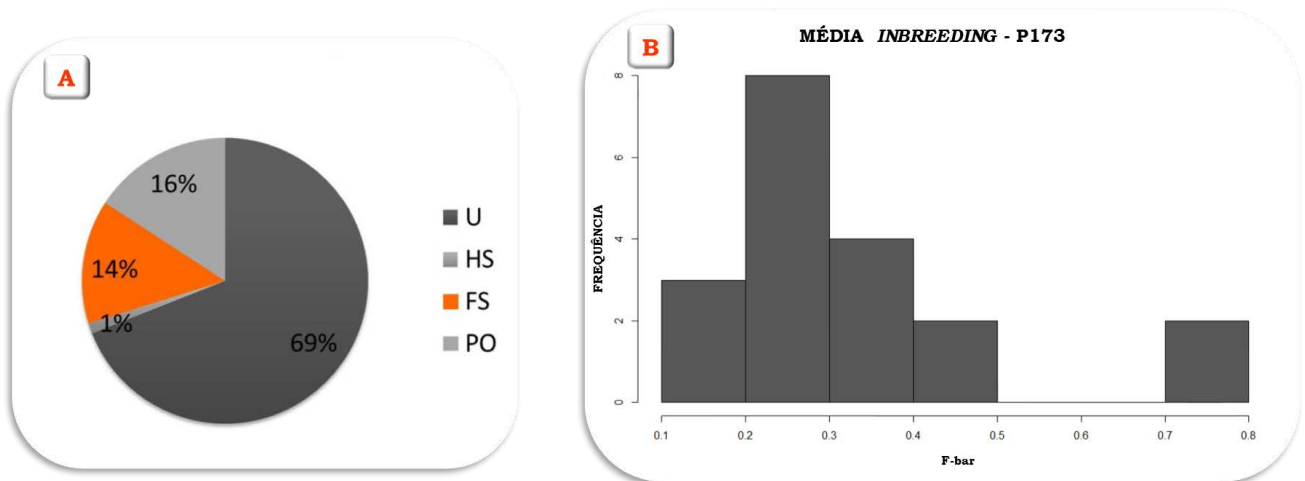 A
16%
14%
1%
69%
U
HS
FS
PO
B
MÉDIA INBREEDING - P173
FREQUÊNCIA
8
6
4
2
0
0.1 0.2 0.3 0.4 0.5 0.6 0.7 0.8
F-bar